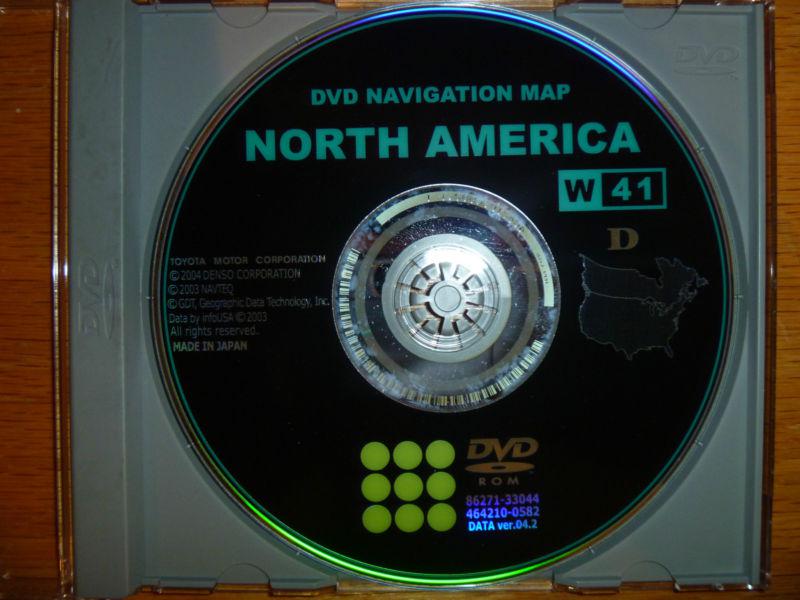 DVD NAVIGATION MAP
NORTH AMERICA
W 41
D
TOYOTA MOTOR CORPORATION
©2004 DENSO CORPORATION
©2003 NAVTEQ
©GDT, Geographic Data Technology, Inc.
Data by infoUSA ©2003
All rights reserved.
MADE IN JAPAN
DVD
ROM
86271-33044
464210-0582
DATA ver.04.2
DVD
DVD